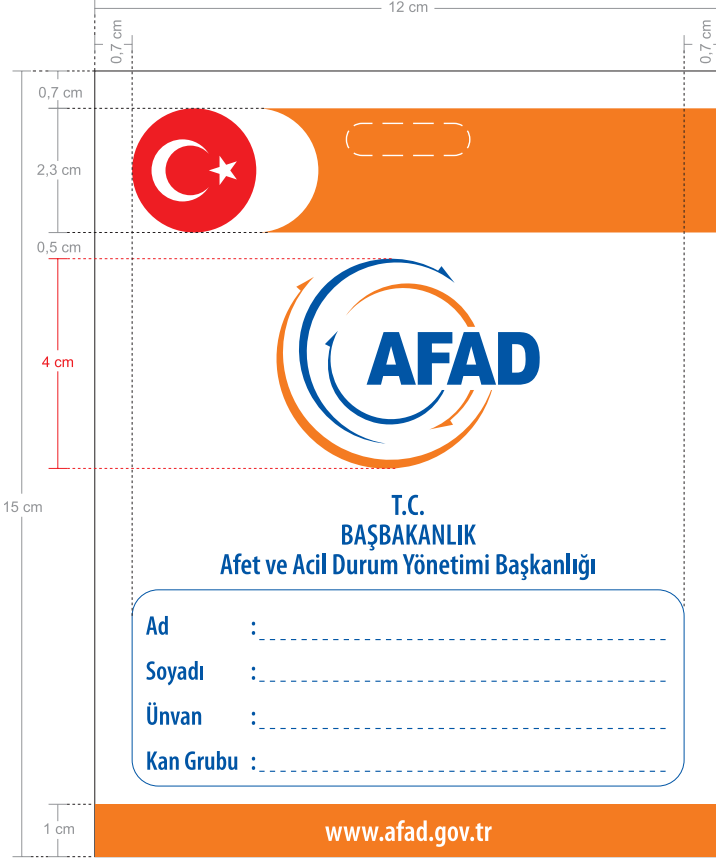 12 cm
0,7 cm
0,7 cm
0,7 cm
2,3 cm
0,5 cm
4 cm
AFAD
15 cm
T.C.
BAŞBAKANLIK
Afet ve Acil Durum Yönetimi Başkanlığı
Ad :
Soyadı :
Ünvan :
Kan Grubu :
1 cm
www.afad.gov.tr